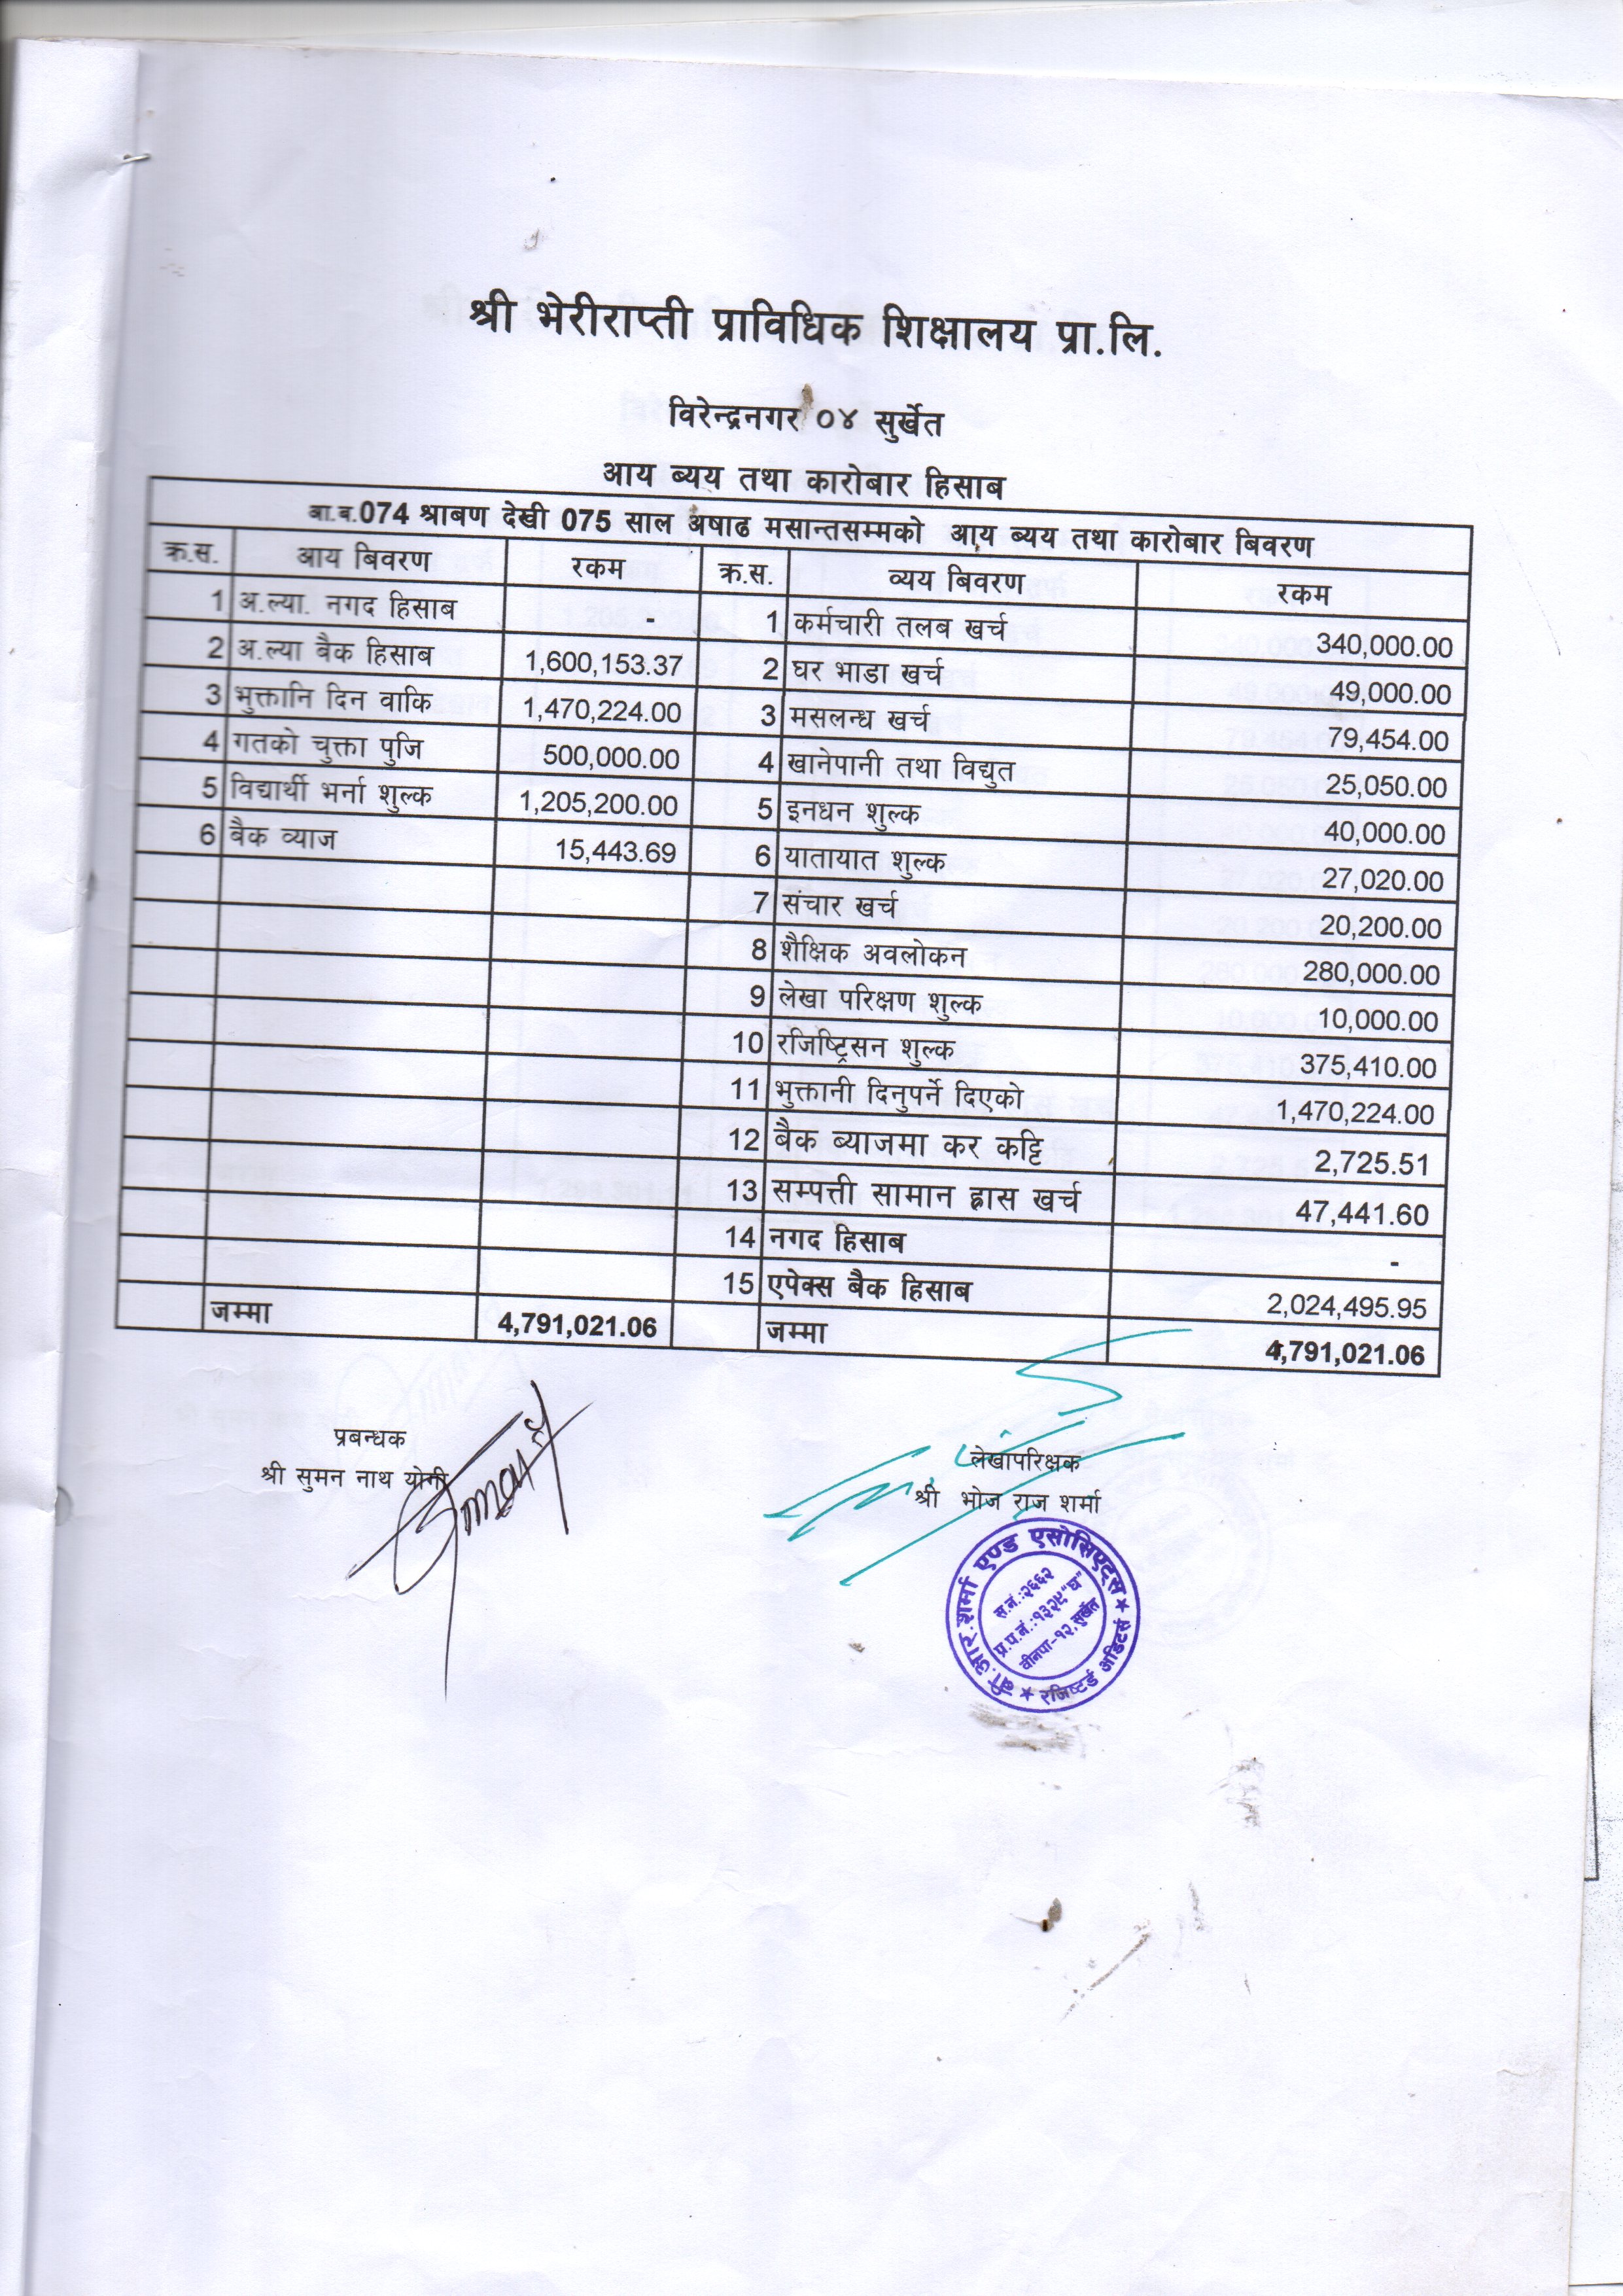 श्री भेरीराप्ती प्राविधिक शिक्षालय प्रा.लि.
विरेन्द्रनगर ०४ सुर्खेत
आय ब्यय तथा कारोबार हिसाब
आ.ब.074 श्राबण देखी 075 साल अषाढ मसान्तसम्मको आय ब्यय तथा कारोबार बिवरण
क्र.स. आय बिवरण रकम क्र.स. व्यय बिवरण रकम
1 अ.ल्या. नगद हिसाब - 1 कर्मचारी तलब खर्च 340,000.00
2 अ.ल्या बैक हिसाब 1,600,153.37 2 घर भाडा खर्च 49,000.00
3 भुक्तानि दिन वाकि 1,470,224.00 3 मसलन्ध खर्च 79,454.00
4 गतको चुक्ता पुजि 500,000.00 4 खानेपानी तथा विद्युत 25,050.00
5 विद्यार्थी भर्ना शुल्क 1,205,200.00 5 इनधन शुल्क 40,000.00
6 बैक व्याज 15,443.69 6 यातायात शुल्क 27,020.00
7 संचार खर्च 20,200.00
8 शैक्षिक अवलोकन 280,000.00
9 लेखा परिक्षण शुल्क 10,000.00
10 रजिष्ट्रिसन शुल्क 375,410.00
11 भुक्तानी दिनुपर्ने दिएको 1,470,224.00
12 बैक ब्याजमा कर कट्टि 2,725.51
13 सम्पत्ती सामान ह्रास खर्च 47,441.60
14 नगद हिसाब -
15 एपेक्स बैक हिसाब 2,024,495.95
जम्मा 4,791,021.06 जम्मा 4,791,021.06
प्रबन्धक
श्री सुमन नाथ योगी
लेखापरिक्षक
श्री भोज राज शर्मा
बी.आर.शर्मा एण्ड एसोसिएट्स
स.नं.:२६६२
प्र.प.नं.:१३२९"घ"
वीनपा-१२,सुर्खेत
★ रजिष्टर्ड अडिटर्स ★